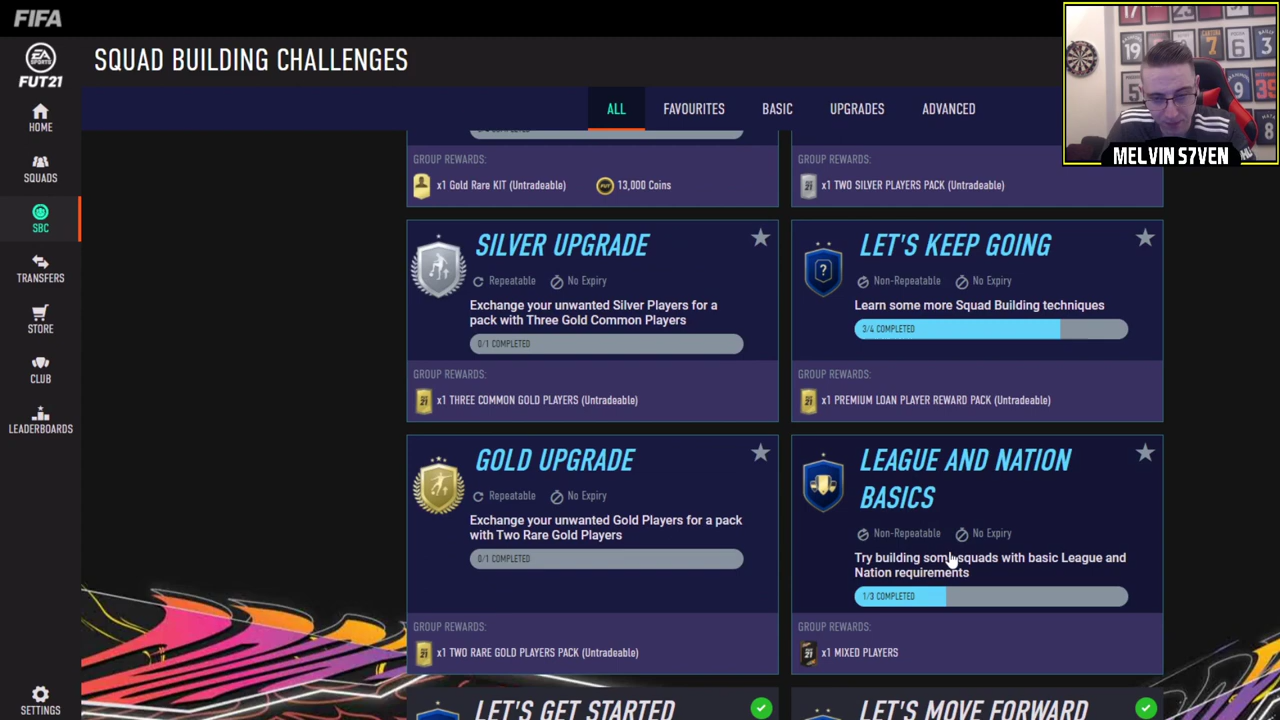 FIFA
EA SPORTS
FUT21
SQUAD BUILDING CHALLENGES
ALL
FAVOURITES
BASIC
UPGRADES
ADVANCED
HOME
SQUADS
SBC
TRANSFERS
STORE
CLUB
LEADERBOARDS
SETTINGS
MELVIN S7VEN
GROUP REWARDS:
x1 Gold Rare KIT (Untradeable)
FUT 13,000 Coins
GROUP REWARDS:
x1 TWO SILVER PLAYERS PACK (Untradeable)
SILVER UPGRADE
Repeatable No Expiry
Exchange your unwanted Silver Players for a
pack with Three Gold Common Players
0/1 COMPLETED
GROUP REWARDS:
x1 THREE COMMON GOLD PLAYERS (Untradeable)
LET'S KEEP GOING
Non-Repeatable No Expiry
Learn some more Squad Building techniques
3/4 COMPLETED
GROUP REWARDS:
x1 PREMIUM LOAN PLAYER REWARD PACK (Untradeable)
GOLD UPGRADE
Repeatable No Expiry
Exchange your unwanted Gold Players for a pack
with Two Rare Gold Players
0/1 COMPLETED
GROUP REWARDS:
x1 TWO RARE GOLD PLAYERS PACK (Untradeable)
LEAGUE AND NATION
BASICS
Non-Repeatable No Expiry
Try building some squads with basic League and
Nation requirements
1/3 COMPLETED
GROUP REWARDS:
x1 MIXED PLAYERS
LET'S GET STARTED
LET'S MOVE FORWARD